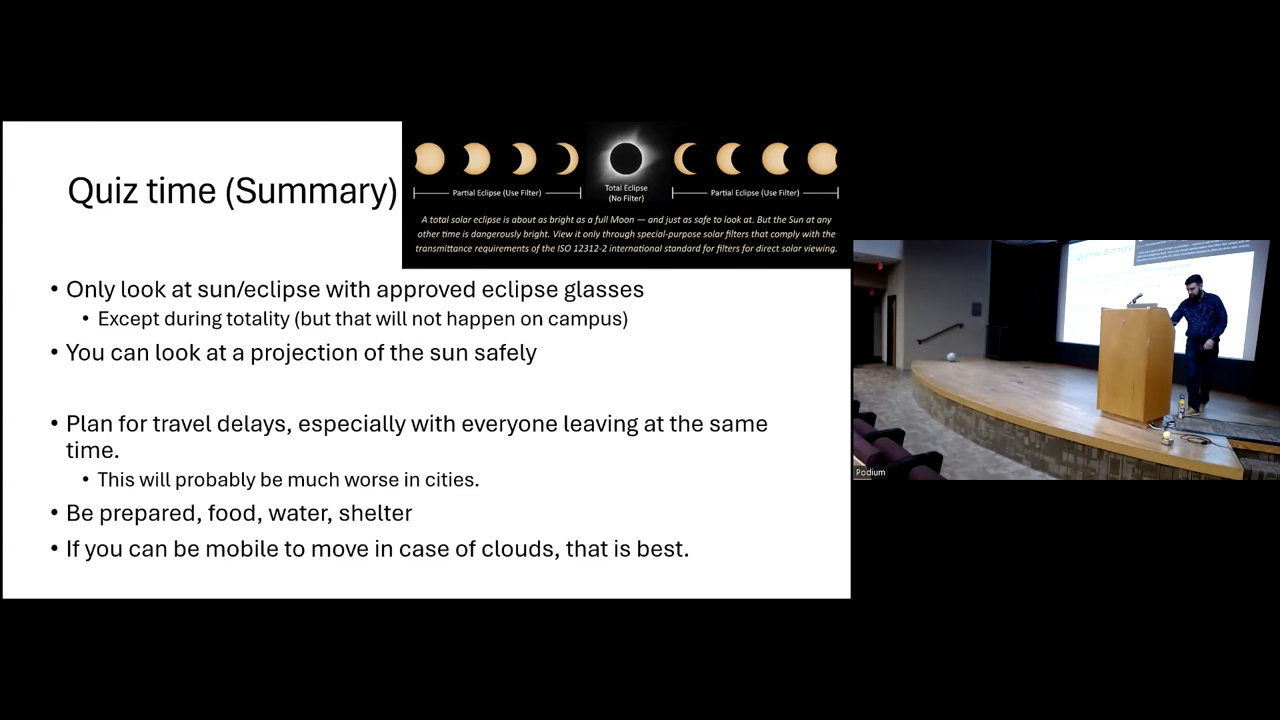 Quiz time (Summary)
Partial Eclipse (Use Filter)
Total Eclipse
(No Filter)
Partial Eclipse (Use Filter)
A total solar eclipse is about as bright as a full Moon — and just as safe to look at. But the Sun at any
other time is dangerously bright. View it only through special-purpose solar filters that comply with the
transmittance requirements of the ISO 12312-2 international standard for filters for direct solar viewing.
• Only look at sun/eclipse with approved eclipse glasses
• Except during totality (but that will not happen on campus)
• You can look at a projection of the sun safely
• Plan for travel delays, especially with everyone leaving at the same
time.
• This will probably be much worse in cities.
• Be prepared, food, water, shelter
• If you can be mobile to move in case of clouds, that is best.
Podium